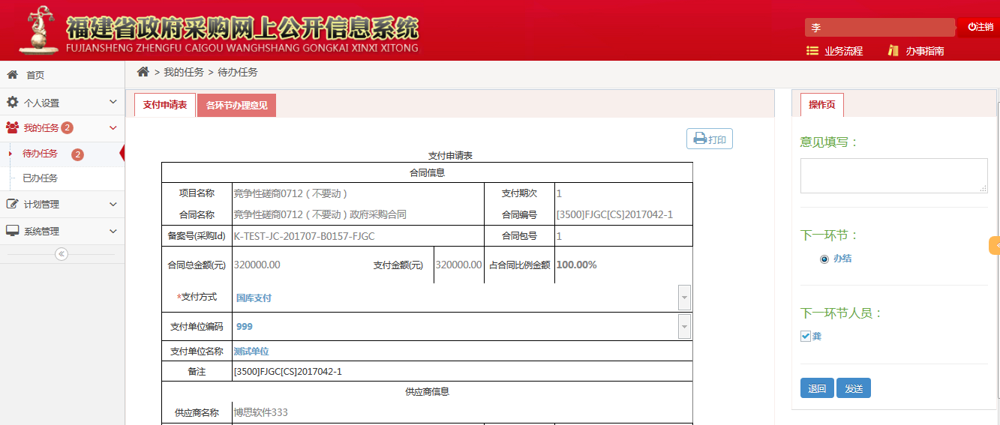 福建省政府采购网上公开信息系统
FUJIANSHENG ZHENGFU CAIGOU WANGHSHANG GONGKAI XINXI XITONG
李
注销
业务流程 办事指南
首页
个人设置
我的任务 2
待办任务 2
已办任务
计划管理
系统管理
> 我的任务 > 待办任务
支付申请表 各环节办理意见
打印
支付申请表
合同信息
项目名称 竞争性磋商0712（不要动） 支付期次 1
合同名称 竞争性磋商0712（不要动）政府采购合同 合同编号 [3500]FJGC[CS]2017042-1
备案号(采购Id) K-TEST-JC-201707-B0157-FJGC 合同包号 1
合同总金额(元) 320000.00 支付金额(元) 320000.00 占合同比例金额 100.00%
*支付方式 国库支付
支付单位编码 999
支付单位名称 测试单位
备注 [3500]FJGC[CS]2017042-1
供应商信息
供应商名称 博思软件333
操作页
意见填写：
下一环节：
办结
下一环节人员：
龚
退回 发送